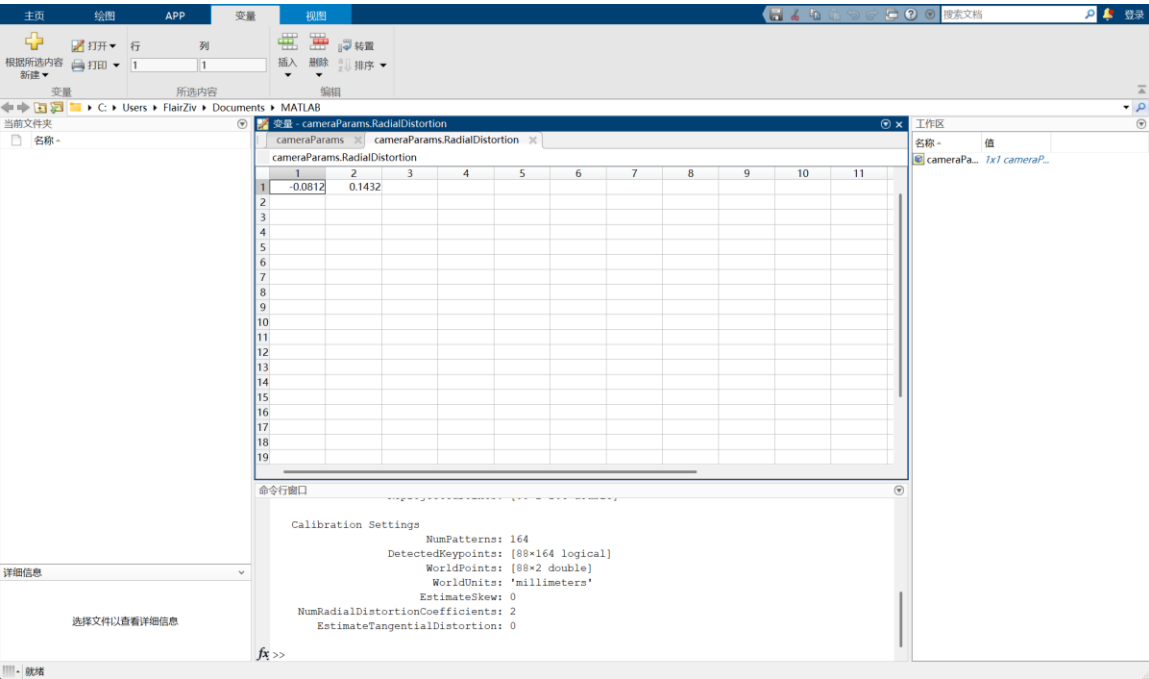 主页 绘图 APP 变量 视图 搜索文档 登录
根据所选内容
新建
打开
打印
行 列
1 1
插入 删除 转置
排序
变量 所选内容 编辑
C: Users FlairZiv Documents MATLAB
当前文件夹
名称
变量 - cameraParams.RadialDistortion
cameraParams cameraParams.RadialDistortion
cameraParams.RadialDistortion
1 2 3 4 5 6 7 8 9 10 11
1 -0.0812 0.1432
2
3
4
5
6
7
8
9
10
11
12
13
14
15
16
17
18
19
工作区
名称 值
cameraPa... 1x1 cameraP...
命令行窗口
Calibration Settings
NumPatterns: 164
DetectedKeypoints: [88×164 logical]
WorldPoints: [88×2 double]
WorldUnits: 'millimeters'
EstimateSkew: 0
NumRadialDistortionCoefficients: 2
EstimateTangentialDistortion: 0
fx >>
详细信息
选择文件以查看详细信息
就绪